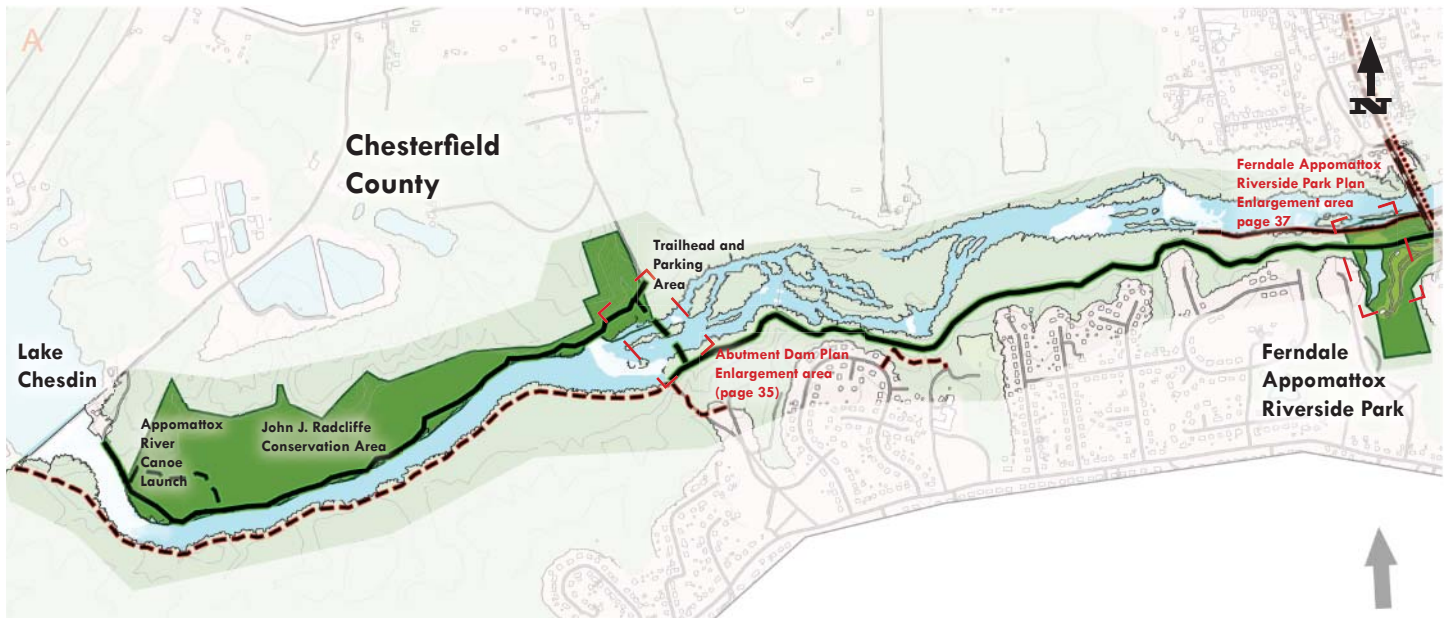 A
Chesterfield
County
N
Ferndale Appomattox
Riverside Park Plan
Enlargement area
page 37
Trailhead and
Parking
Area
Lake
Chesdin
Abutment Dam Plan
Enlargement area
(page 35)
Ferndale
Appomattox
Riverside Park
Appomattox
River
Canoe
Launch
John J. Radcliffe
Conservation Area